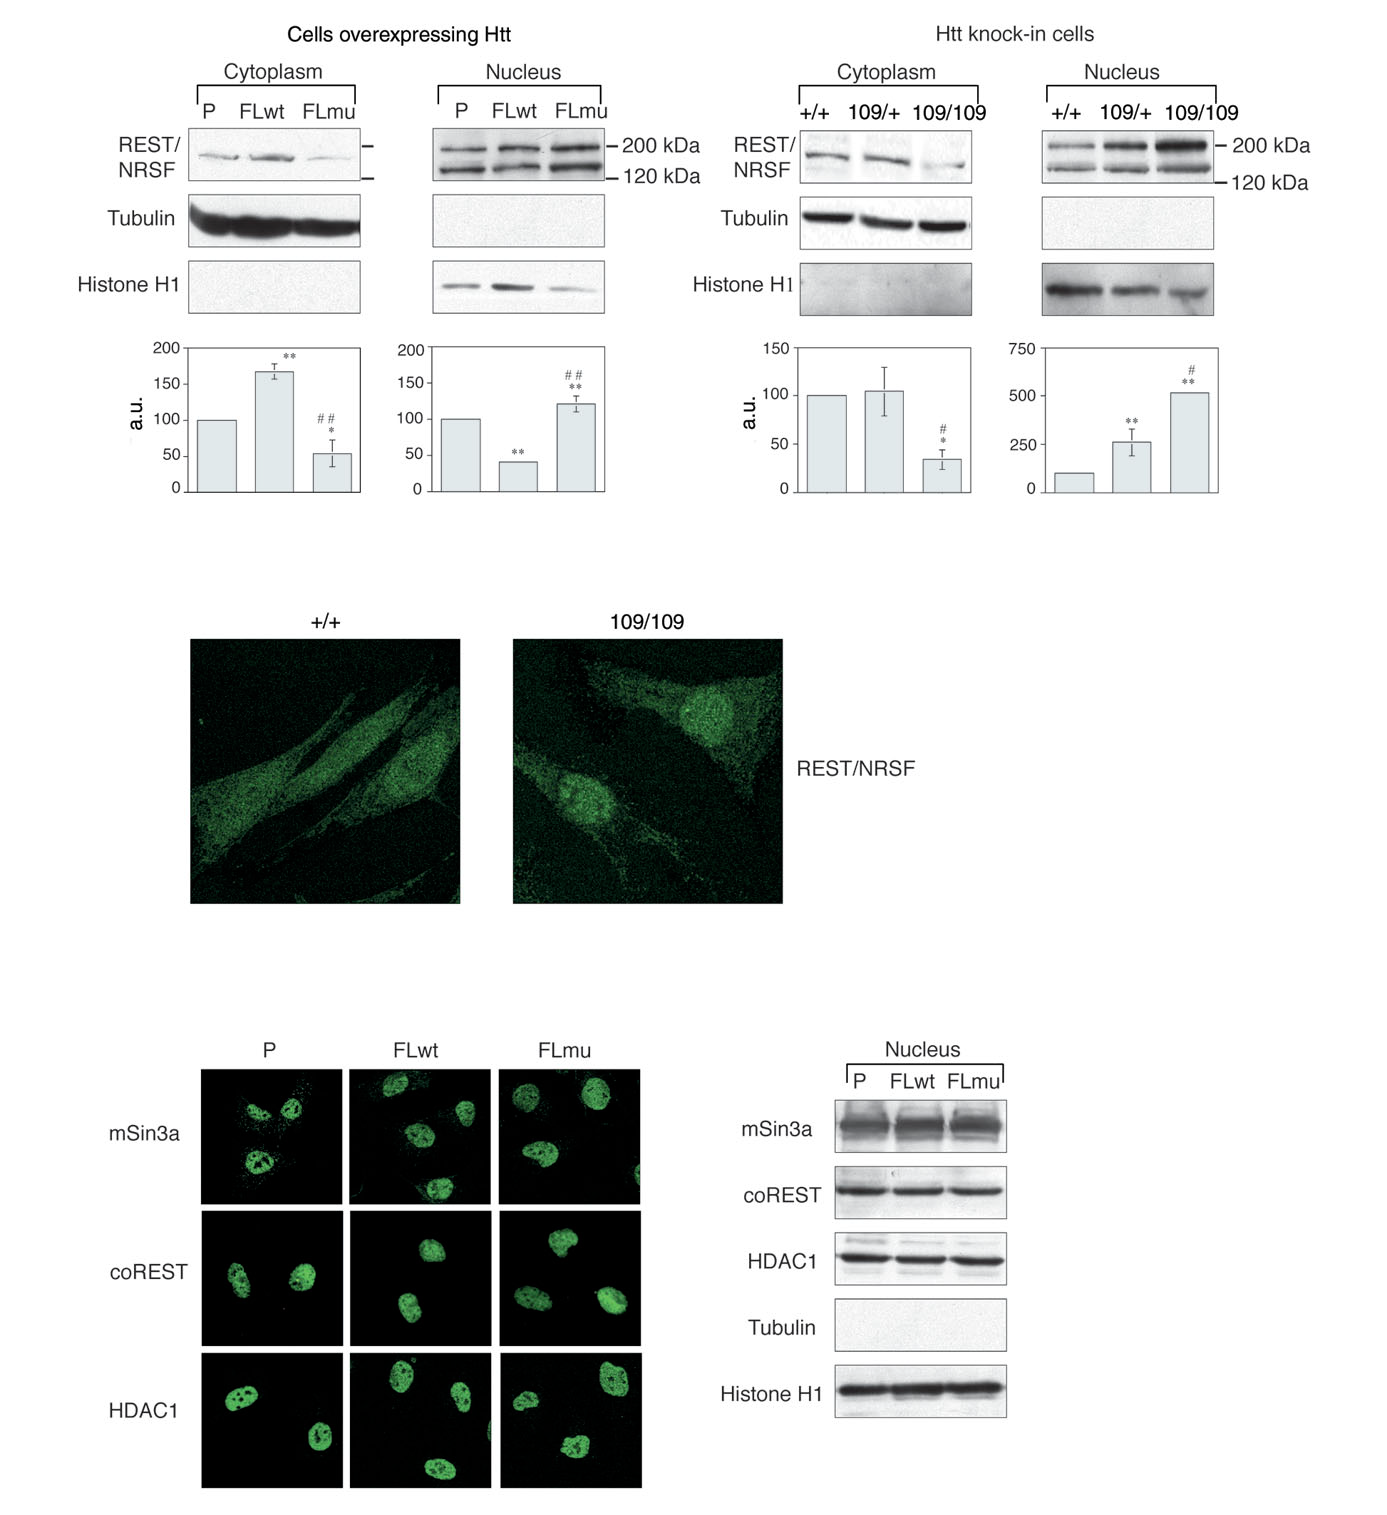 Cells overexpressing Htt
Htt knock-in cells
Cytoplasm
Nucleus
Cytoplasm
Nucleus
P FLwt FLmu
P FLwt FLmu
+/+ 109/+ 109/109
+/+ 109/+ 109/109
REST/
NRSF
200 kDa
120 kDa
REST/
NRSF
200 kDa
120 kDa
Tubulin
Tubulin
Histone H1
Histone H1
a.u.
200
150
100
50
0
**
##
*
200
150
100
50
0
**
##
**
a.u.
150
100
50
0
#
*
750
500
250
0
**
#
**
+/+
109/109
REST/NRSF
P FLwt FLmu
mSin3a
coREST
HDAC1
Nucleus
P FLwt FLmu
mSin3a
coREST
HDAC1
Tubulin
Histone H1